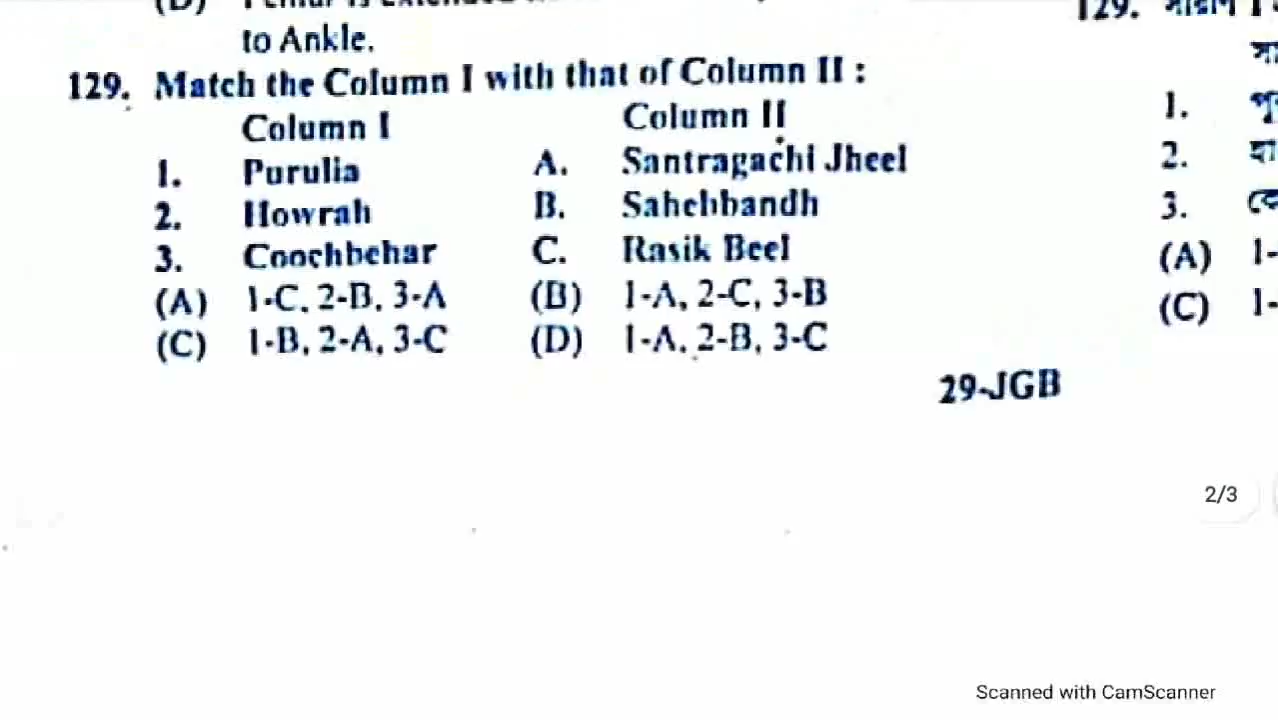 to Ankle.
129. Match the Column I with that of Column II :
Column I Column II
1. Purulia A. Santragachi Jheel
2. Howrah B. Sahebbandh
3. Coochbehar C. Rasik Beel
(A) 1-C, 2-B, 3-A (B) 1-A, 2-C, 3-B
(C) 1-B, 2-A, 3-C (D) 1-A, 2-B, 3-C
29-JGB
129.
1.
2.
3.
(A) 1-
(C) 1-
2/3
Scanned with CamScanner